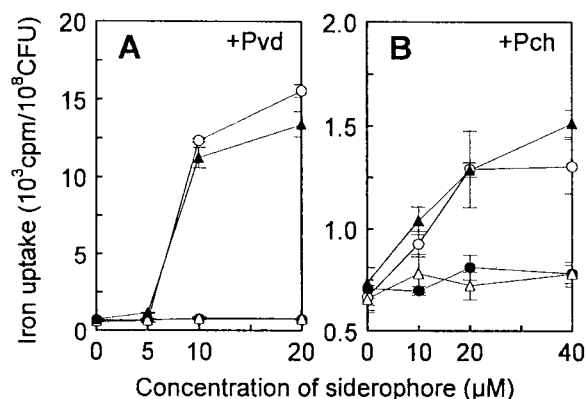 A +Pvd
B +Pch
Iron uptake (10³cpm/10⁸CFU)
20
15
10
5
0
2.0
1.5
1.0
0.5
0 5 10 20
0 10 20 40
Concentration of siderophore (µM)